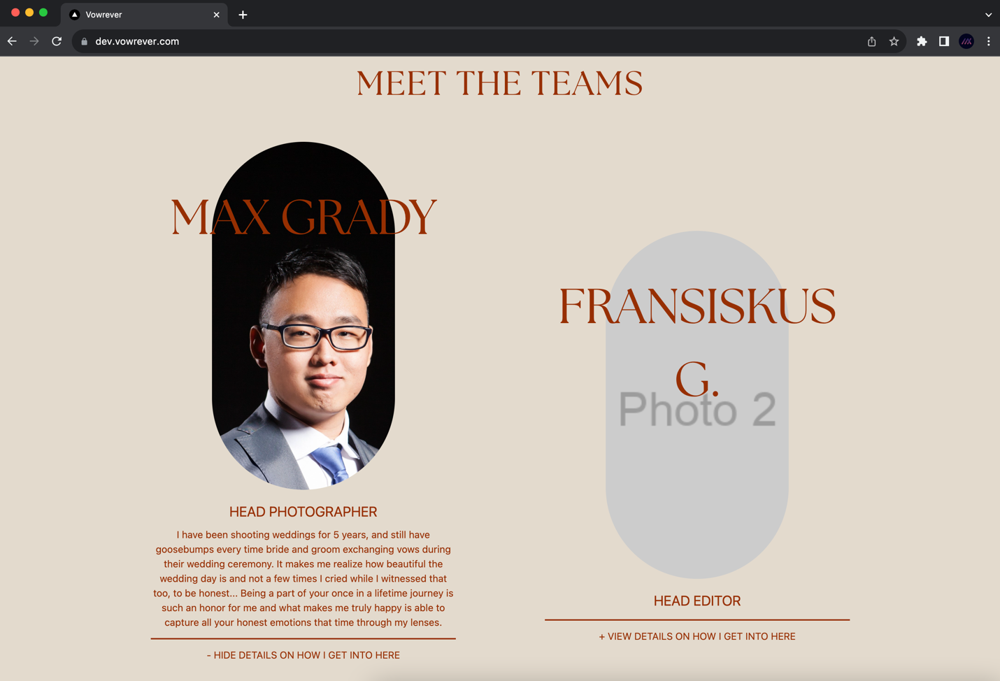 Vowrever
dev.vowrever.com
MEET THE TEAMS
MAX GRADY
HEAD PHOTOGRAPHER
I have been shooting weddings for 5 years, and still have
goosebumps every time bride and groom exchanging vows during
their wedding ceremony. It makes me realize how beautiful the
wedding day is and not a few times I cried while I witnessed that
too, to be honest... Being a part of your once in a lifetime journey is
such an honor for me and what makes me truly happy is able to
capture all your honest emotions that time through my lenses.
- HIDE DETAILS ON HOW I GET INTO HERE
FRANSISKUS
G.
Photo 2
HEAD EDITOR
+ VIEW DETAILS ON HOW I GET INTO HERE